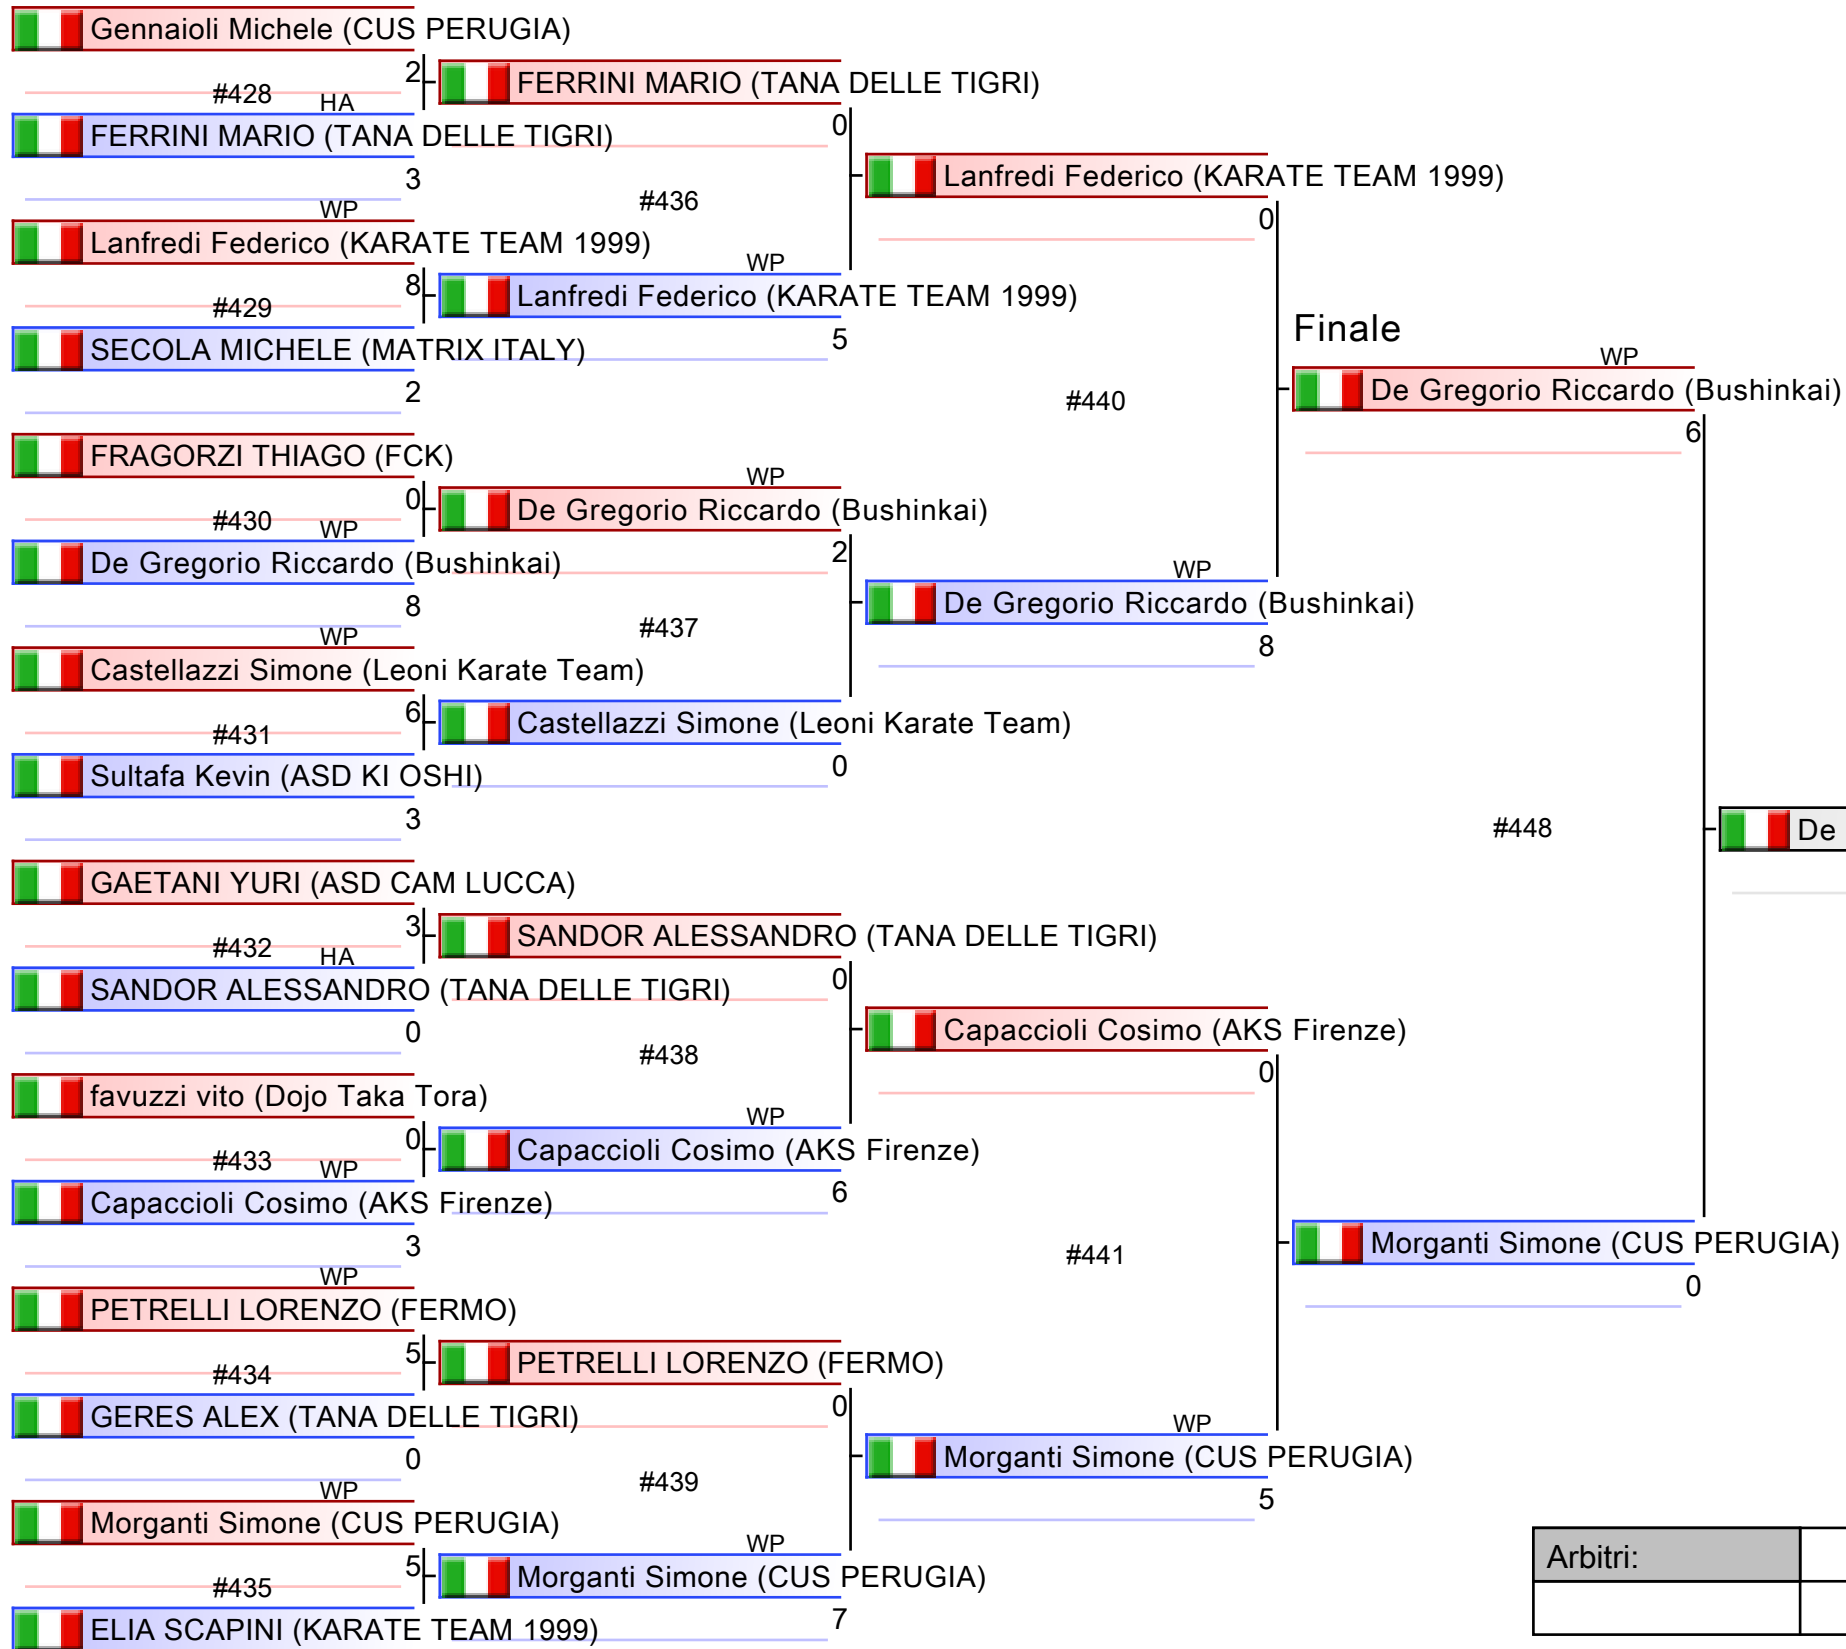 Gennaioli Michele (CUS PERUGIA)
2
#428
HA
FERRINI MARIO (TANA DELLE TIGRI)
3
WP
Lanfredi Federico (KARATE TEAM 1999)
8
#429
SECOLA MICHELE (MATRIX ITALY)
2
FRAGORZI THIAGO (FCK)
0
#430
WP
De Gregorio Riccardo (Bushinkai)
8
WP
Castellazzi Simone (Leoni Karate Team)
6
#431
Sultafa Kevin (ASD KI OSHI)
3
GAETANI YURI (ASD CAM LUCCA)
3
#432
HA
SANDOR ALESSANDRO (TANA DELLE TIGRI)
0
favuzzi vito (Dojo Taka Tora)
0
#433
WP
Capaccioli Cosimo (AKS Firenze)
3
WP
PETRELLI LORENZO (FERMO)
5
#434
GERES ALEX (TANA DELLE TIGRI)
0
WP
Morganti Simone (CUS PERUGIA)
5
#435
ELIA SCAPINI (KARATE TEAM 1999)
FERRINI MARIO (TANA DELLE TIGRI)
0
#436
WP
Lanfredi Federico (KARATE TEAM 1999)
5
WP
De Gregorio Riccardo (Bushinkai)
2
#437
Castellazzi Simone (Leoni Karate Team)
0
SANDOR ALESSANDRO (TANA DELLE TIGRI)
0
#438
WP
Capaccioli Cosimo (AKS Firenze)
6
PETRELLI LORENZO (FERMO)
0
#439
WP
Morganti Simone (CUS PERUGIA)
7
Lanfredi Federico (KARATE TEAM 1999)
0
#440
WP
De Gregorio Riccardo (Bushinkai)
8
Capaccioli Cosimo (AKS Firenze)
0
#441
WP
Morganti Simone (CUS PERUGIA)
5
Finale
WP
De Gregorio Riccardo (Bushinkai)
6
#448
Morganti Simone (CUS PERUGIA)
0
De
Arbitri: